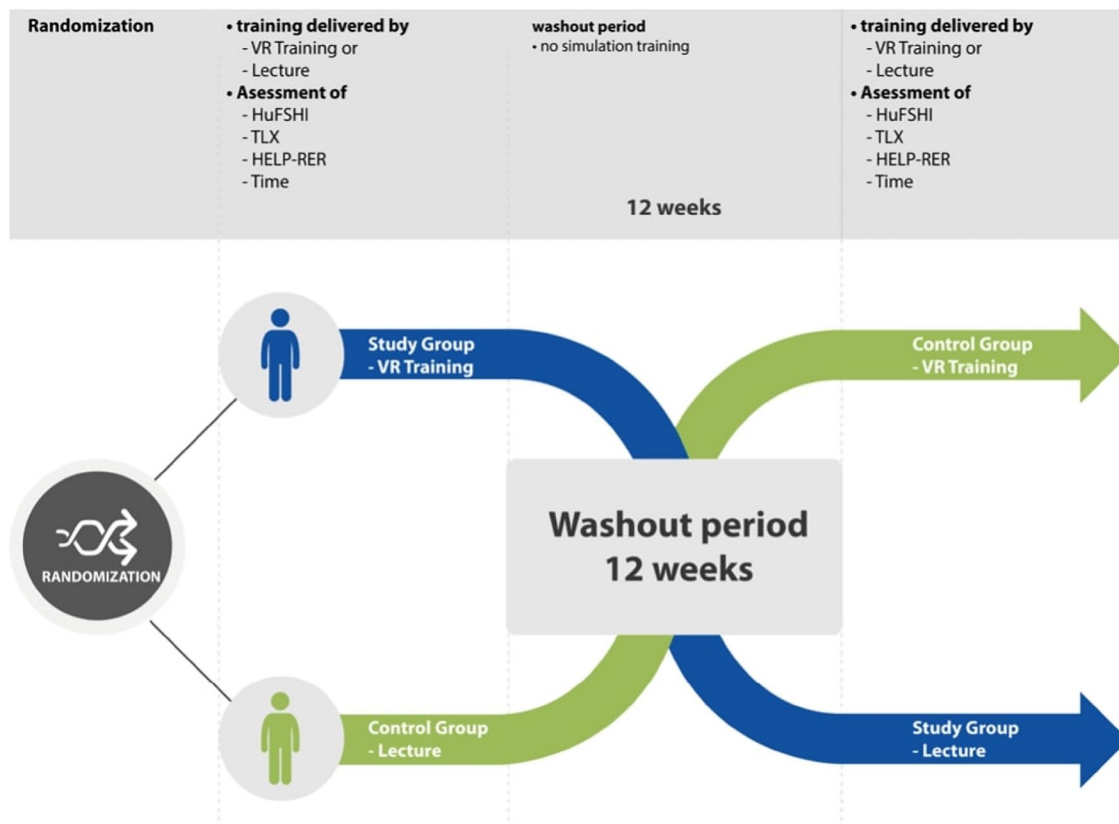 Randomization
• training delivered by
- VR Training or
- Lecture
• Asessment of
- HuFSHI
- TLX
- HELP-RER
- Time
washout period
• no simulation training
12 weeks
• training delivered by
- VR Training or
- Lecture
• Asessment of
- HuFSHI
- TLX
- HELP-RER
- Time
Study Group
- VR Training
Control Group
- VR Training
RANDOMIZATION
Washout period
12 weeks
Control Group
- Lecture
Study Group
- Lecture